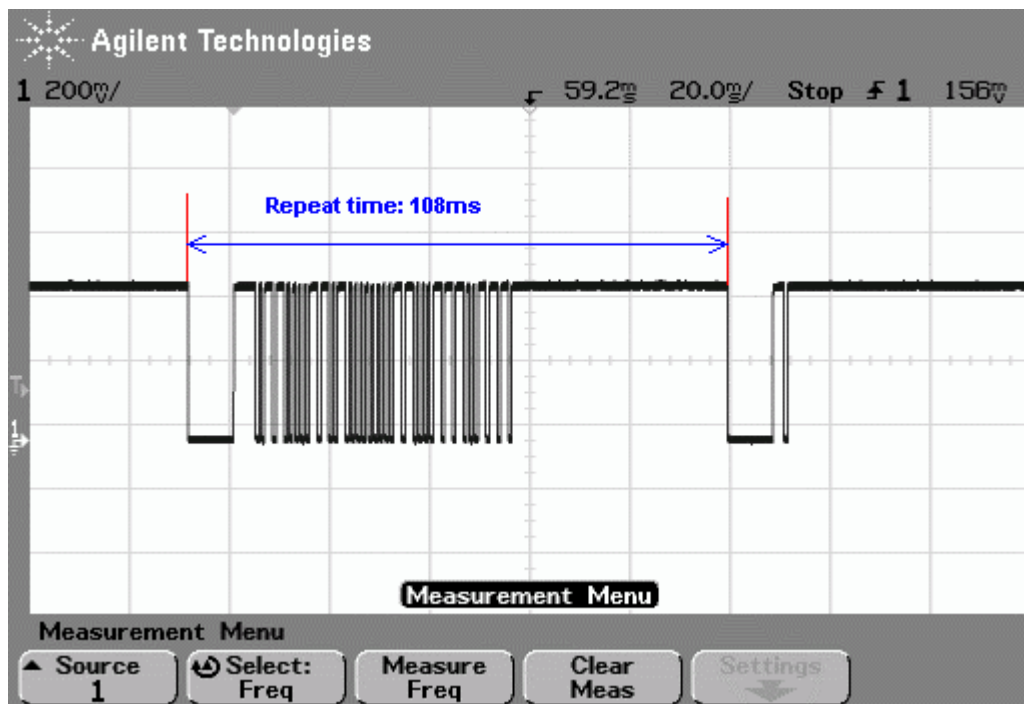 Agilent Technologies
1 200mV/ 59.2ms 20.0ms/ Stop 1 156mV
Repeat time: 108ms
T
1
Measurement Menu
Measurement Menu
Source Select: Measure Clear Settings
1 Freq Freq Meas